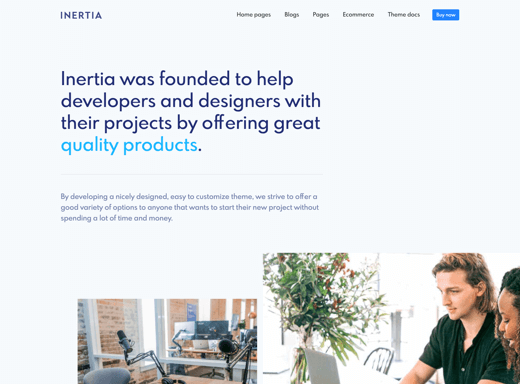 INERTIA
Home pages
Blogs
Pages
Ecommerce
Theme docs
Buy now
Inertia was founded to help
developers and designers with
their projects by offering great
quality products.
By developing a nicely designed, easy to customize theme, we strive to offer a
good variety of options to anyone that wants to start their new project without
spending a lot of time and money.